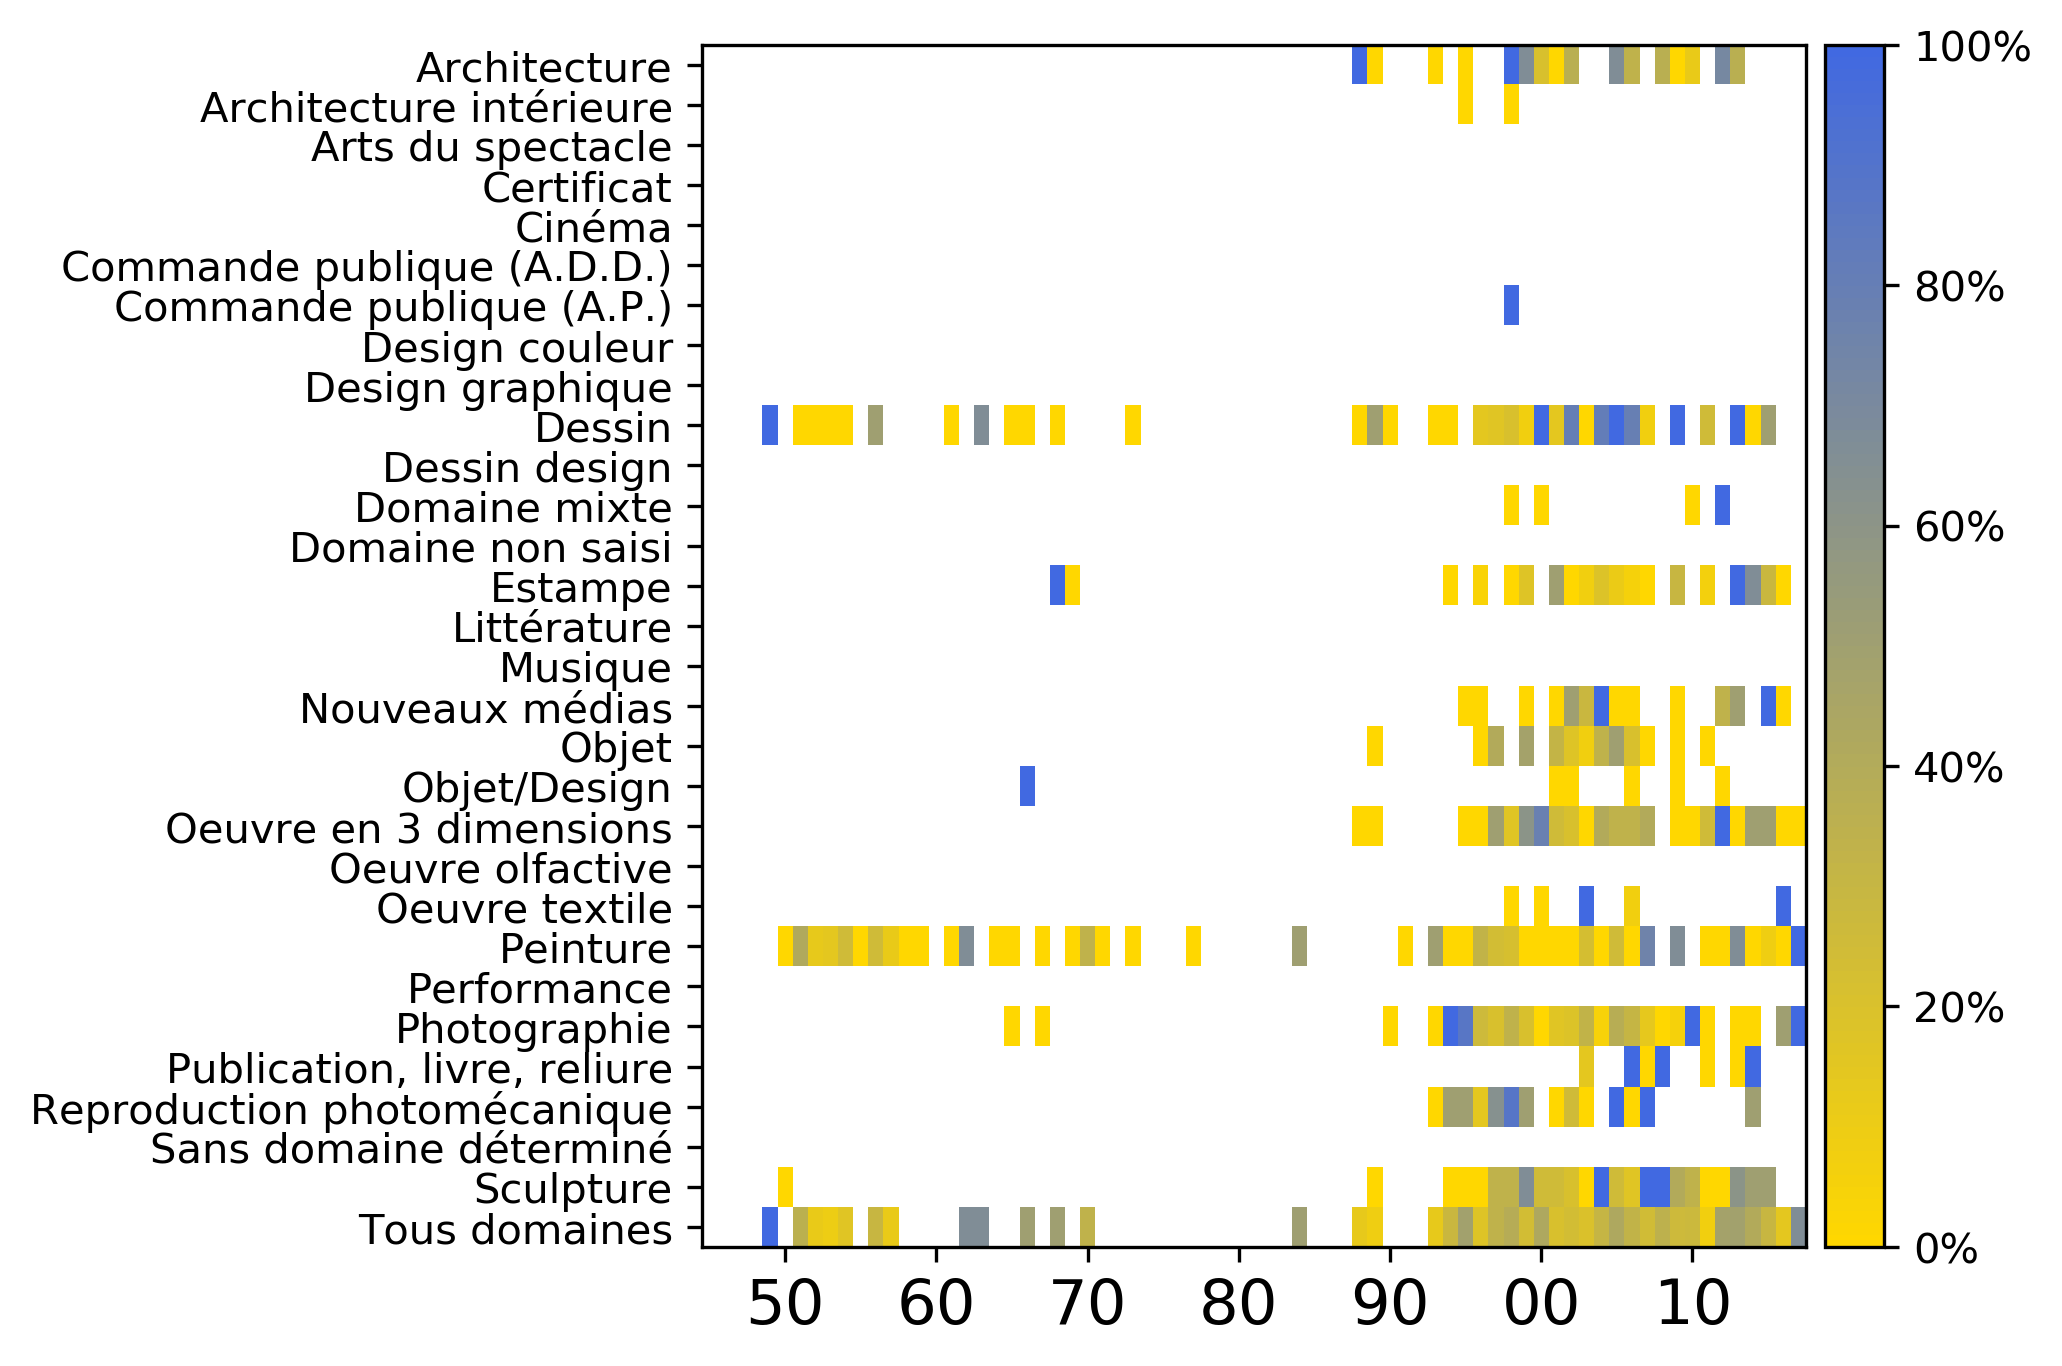 Architecture
Architecture intérieure
Arts du spectacle
Certificat
Cinéma
Commande publique (A.D.D.)
Commande publique (A.P.)
Design couleur
Design graphique
Dessin
Dessin design
Domaine mixte
Domaine non saisi
Estampe
Littérature
Musique
Nouveaux médias
Objet
Objet/Design
Oeuvre en 3 dimensions
Oeuvre olfactive
Oeuvre textile
Peinture
Performance
Photographie
Publication, livre, reliure
Reproduction photomécanique
Sans domaine déterminé
Sculpture
Tous domaines
50 60 70 80 90 00 10
100%
80%
60%
40%
20%
0%